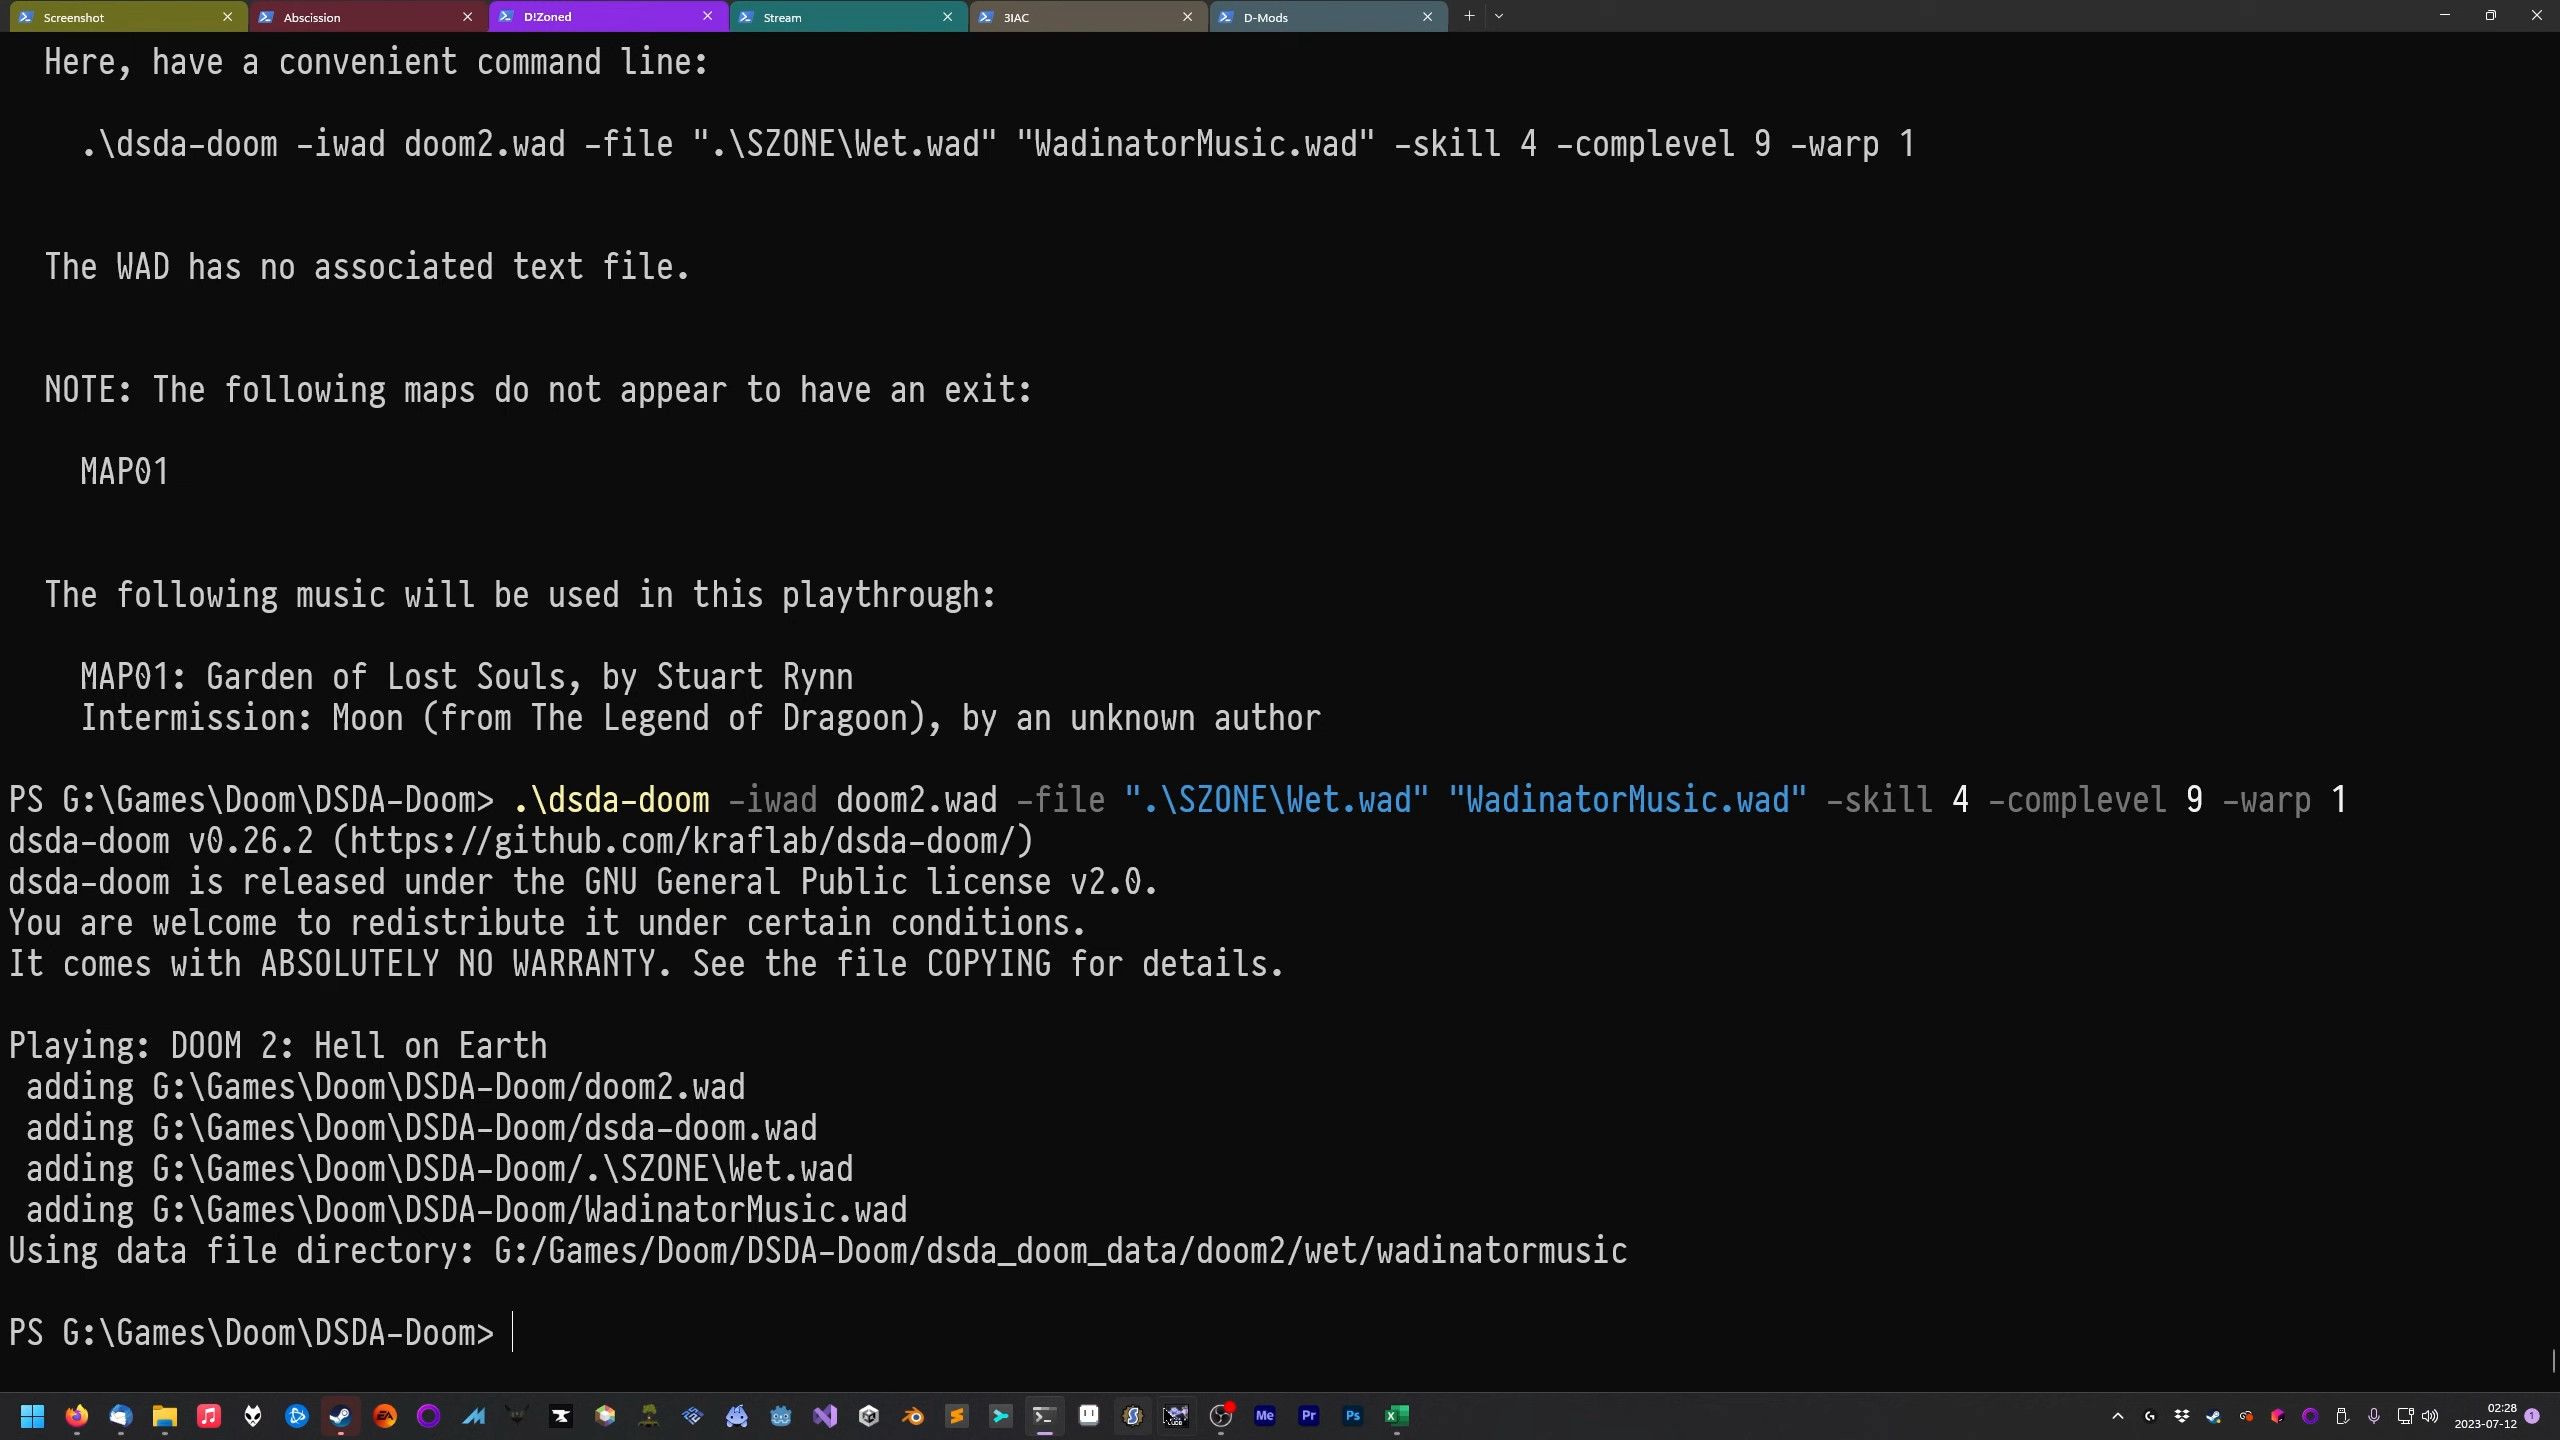 Screenshot
Abscission
D!Zoned
Stream
3IAC
D-Mods
Here, have a convenient command line:
.\dsda-doom -iwad doom2.wad -file ".\SZONE\Wet.wad" "WadinatorMusic.wad" -skill 4 -complevel 9 -warp 1
The WAD has no associated text file.
NOTE: The following maps do not appear to have an exit:
MAP01
The following music will be used in this playthrough:
MAP01: Garden of Lost Souls, by Stuart Rynn
Intermission: Moon (from The Legend of Dragoon), by an unknown author
PS G:\Games\Doom\DSDA-Doom> .\dsda-doom -iwad doom2.wad -file ".\SZONE\Wet.wad" "WadinatorMusic.wad" -skill 4 -complevel 9 -warp 1
dsda-doom v0.26.2 (https://github.com/kraflab/dsda-doom/)
dsda-doom is released under the GNU General Public license v2.0.
You are welcome to redistribute it under certain conditions.
It comes with ABSOLUTELY NO WARRANTY. See the file COPYING for details.
Playing: DOOM 2: Hell on Earth
adding G:\Games\Doom\DSDA-Doom/doom2.wad
adding G:\Games\Doom\DSDA-Doom/dsda-doom.wad
adding G:\Games\Doom\DSDA-Doom/.\SZONE\Wet.wad
adding G:\Games\Doom\DSDA-Doom/WadinatorMusic.wad
Using data file directory: G:/Games/Doom/DSDA-Doom/dsda_doom_data/doom2/wet/wadinatormusic
PS G:\Games\Doom\DSDA-Doom>
EA
Me
Pr
Ps
02:28
2023-07-12
1